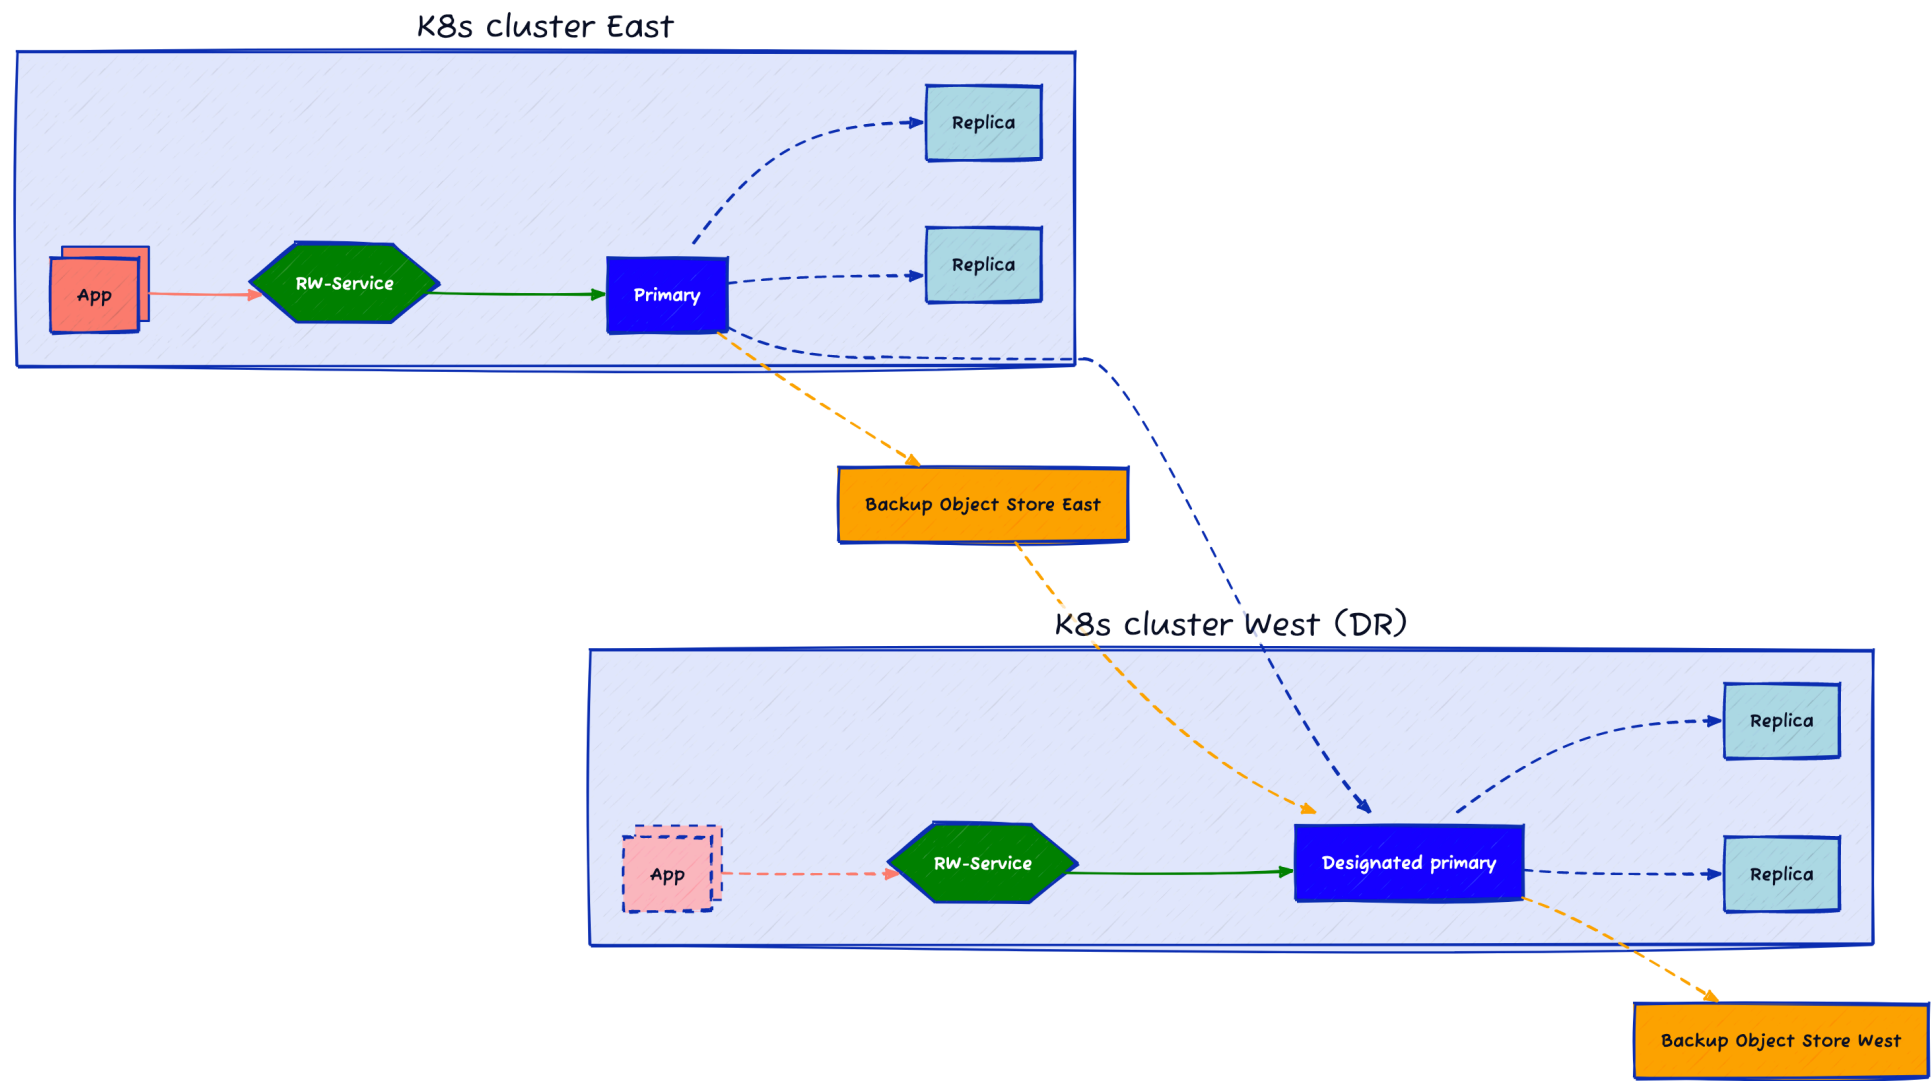 K8s cluster East
Replica
Replica
App
RW-Service
Primary
Backup Object Store East
K8s cluster West (DR)
Replica
App
RW-Service
Designated primary
Replica
Backup Object Store West